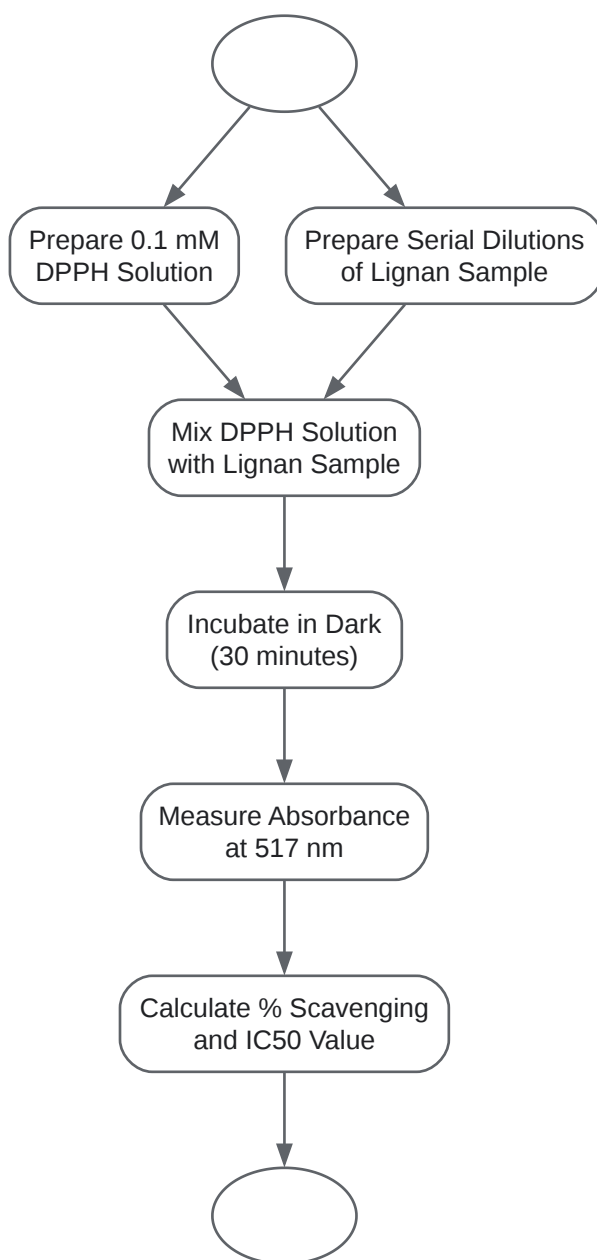 Prepare 0.1 mM
DPPH Solution
Prepare Serial Dilutions
of Lignan Sample
Mix DPPH Solution
with Lignan Sample
Incubate in Dark
(30 minutes)
Measure Absorbance
at 517 nm
Calculate % Scavenging
and IC50 Value